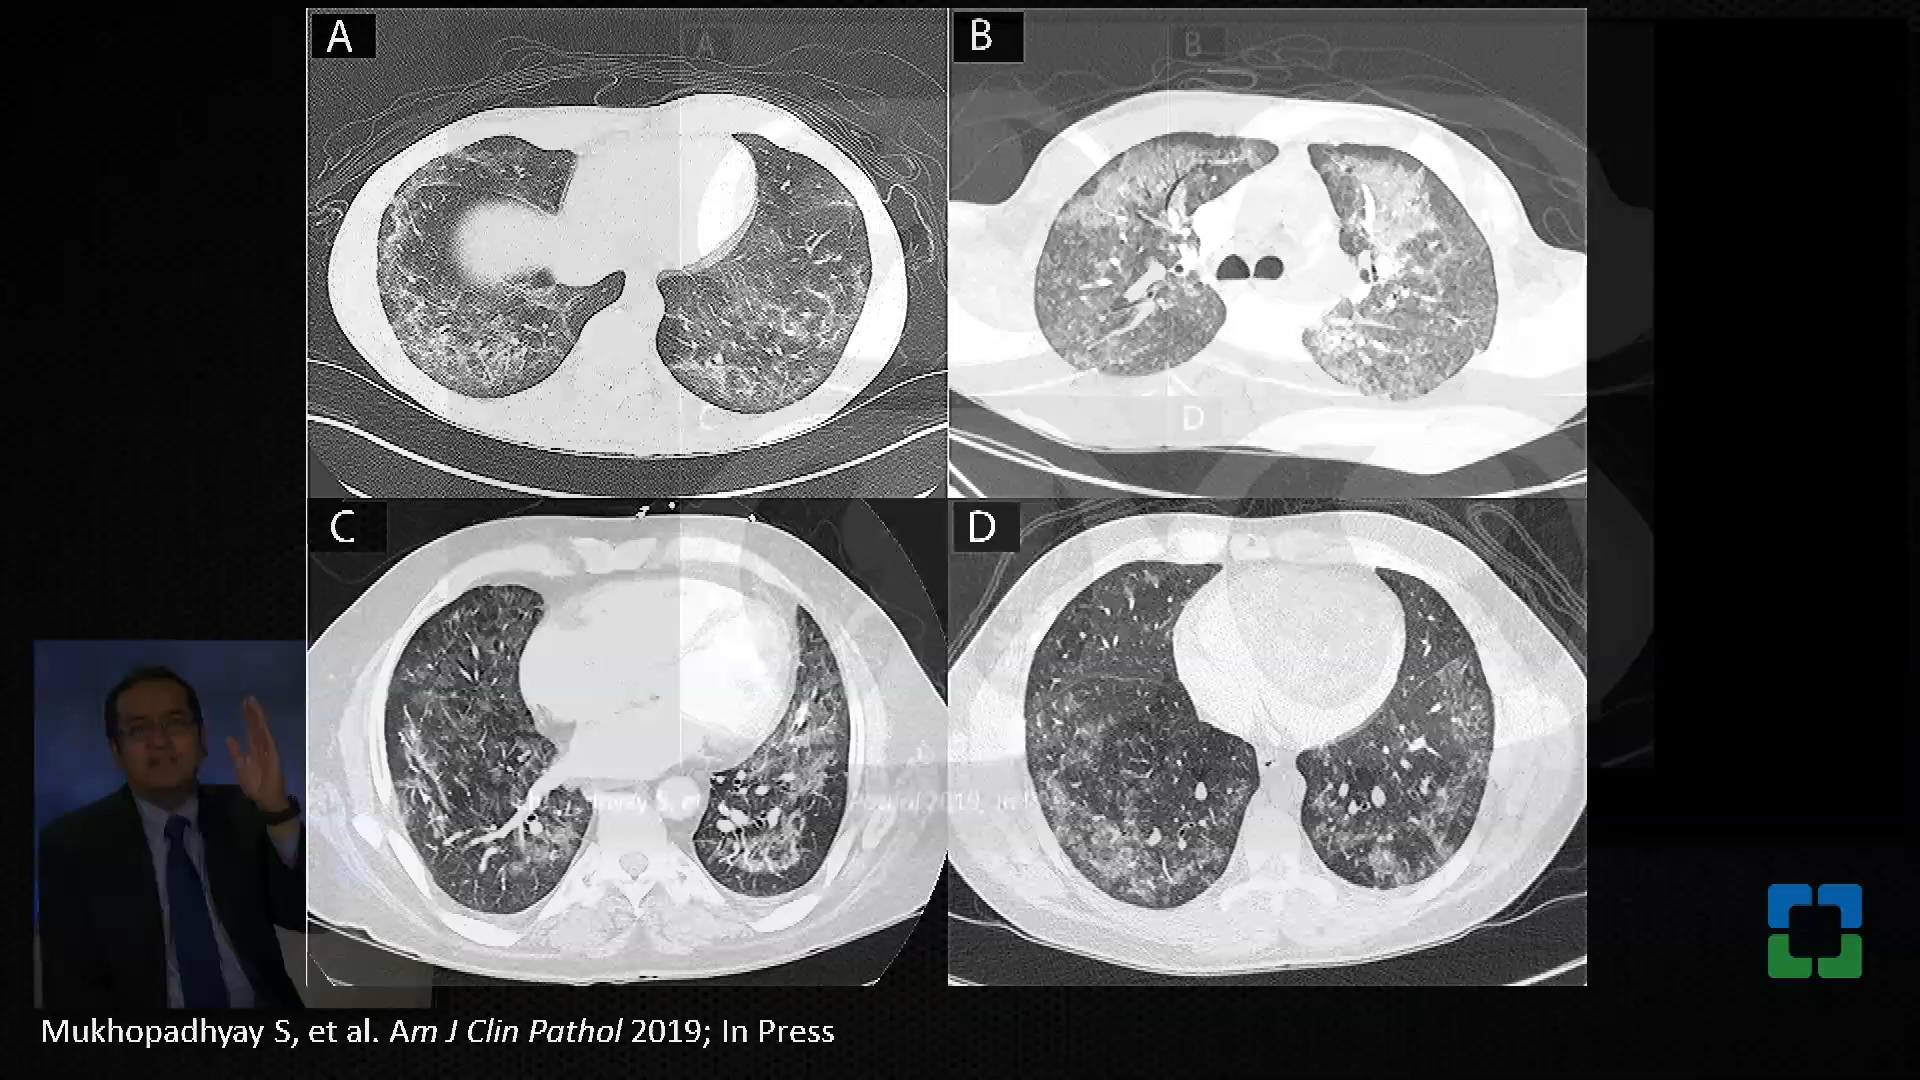 A
B
A
B
C
D
C
D
Mukhopadhyay S, et al. Am J Clin Pathol 2019; In Press